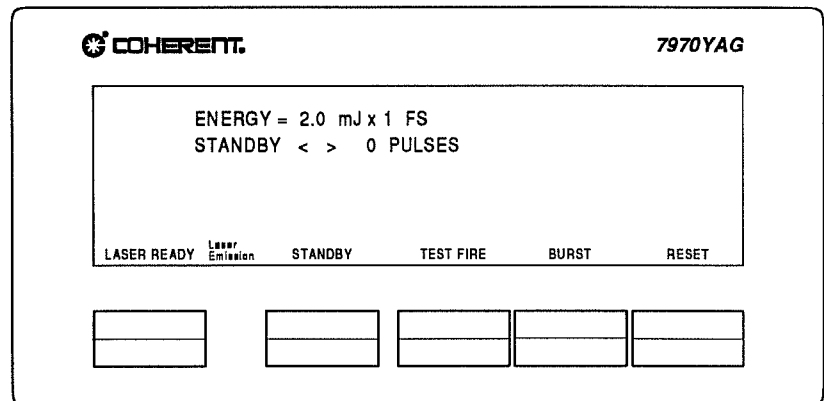 COHERENT. 7970YAG
ENERGY = 2.0 mJ x 1 FS
STANDBY < > 0 PULSES
LASER READY Laser Emission STANDBY TEST FIRE BURST RESET